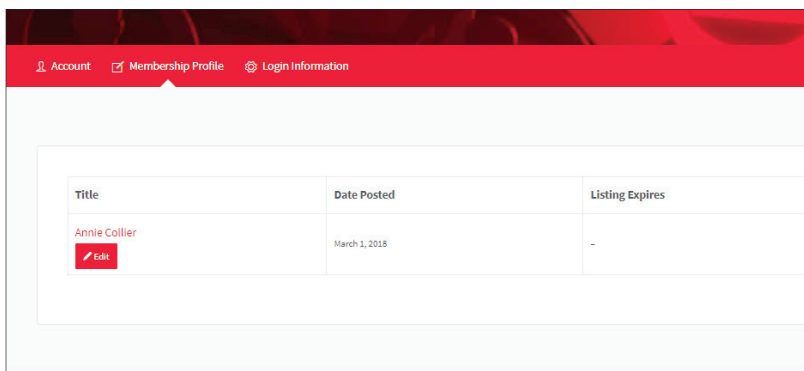 Account Membership Profile Login Information
Title Date Posted Listing Expires
Annie Collier
March 1, 2018 –
Edit